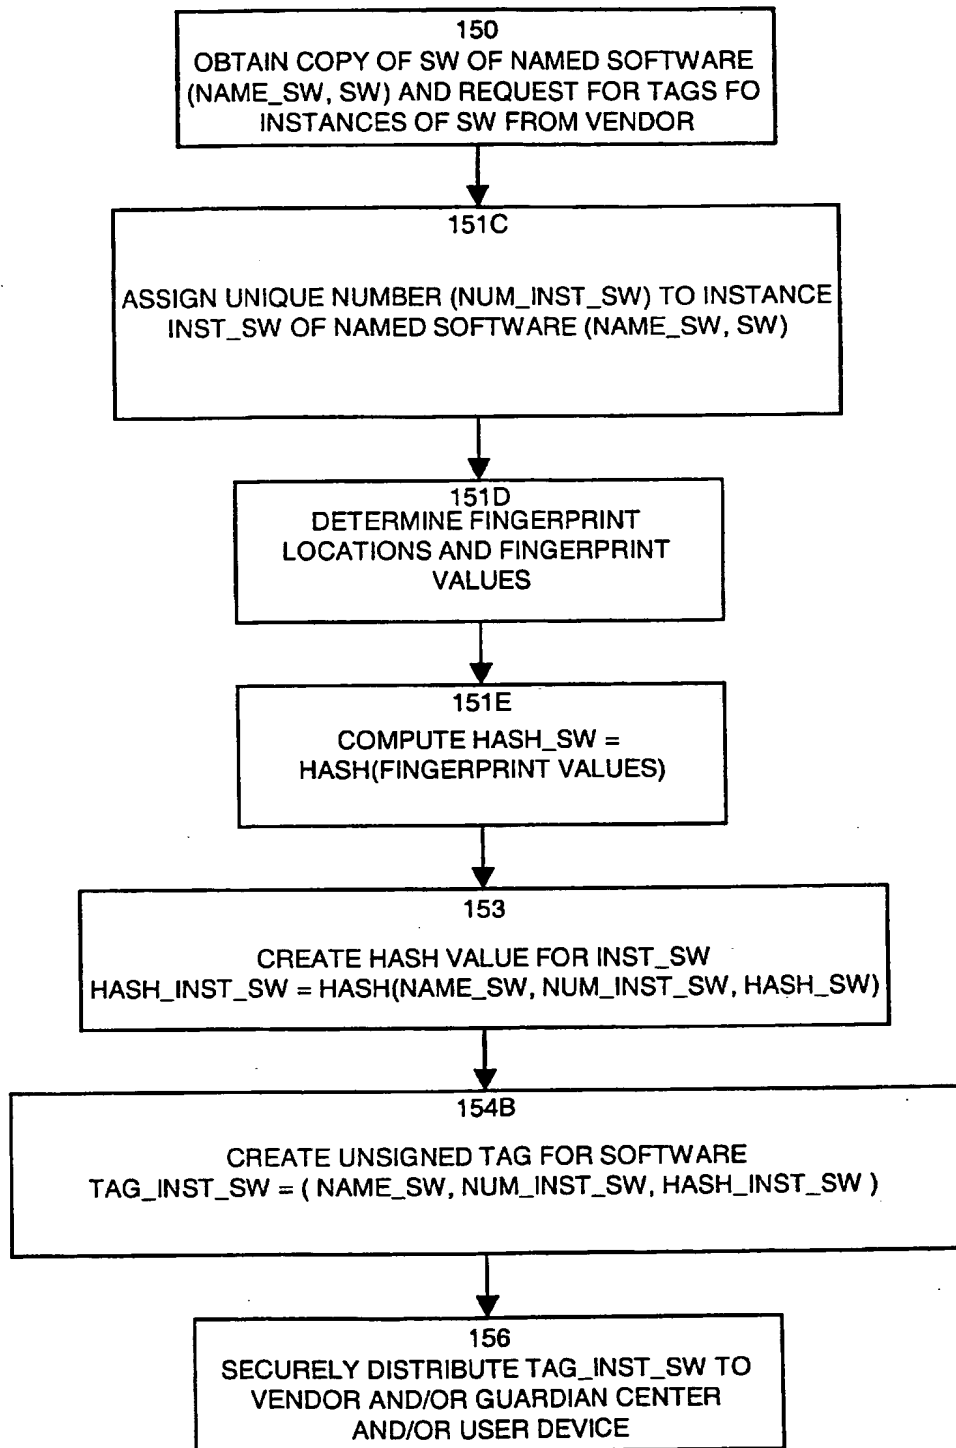 150
OBTAIN COPY OF SW OF NAMED SOFTWARE
(NAME_SW, SW) AND REQUEST FOR TAGS FO
INSTANCES OF SW FROM VENDOR
151C
ASSIGN UNIQUE NUMBER (NUM_INST_SW) TO INSTANCE
INST_SW OF NAMED SOFTWARE (NAME_SW, SW)
151D
DETERMINE FINGERPRINT
LOCATIONS AND FINGERPRINT
VALUES
151E
COMPUTE HASH_SW =
HASH(FINGERPRINT VALUES)
153
CREATE HASH VALUE FOR INST_SW
HASH_INST_SW = HASH(NAME_SW, NUM_INST_SW, HASH_SW)
154B
CREATE UNSIGNED TAG FOR SOFTWARE
TAG_INST_SW = ( NAME_SW, NUM_INST_SW, HASH_INST_SW )
156
SECURELY DISTRIBUTE TAG_INST_SW TO
VENDOR AND/OR GUARDIAN CENTER
AND/OR USER DEVICE